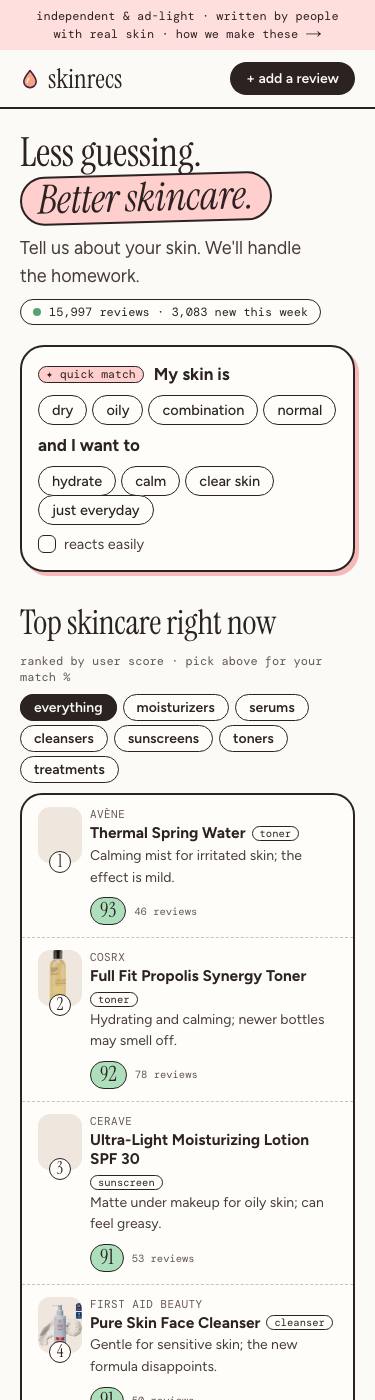 independent & ad-light · written by people
with real skin · how we make these →
skinrecs
+ add a review
Less guessing.
Better skincare.
Tell us about your skin. We'll handle
the homework.
15,997 reviews · 3,083 new this week
✦ quick match My skin is
dry oily combination normal
and I want to
hydrate calm clear skin
just everyday
reacts easily
Top skincare right now
ranked by user score · pick above for your
match %
everything moisturizers serums
cleansers sunscreens toners
treatments
AVÈNE
Thermal Spring Water toner
Calming mist for irritated skin; the
effect is mild.
1
93 46 reviews
COSRX
Full Fit Propolis Synergy Toner
toner
2
Hydrating and calming; newer bottles
may smell off.
92 78 reviews
CERAVE
Ultra-Light Moisturizing Lotion
SPF 30
3
sunscreen
Matte under makeup for oily skin; can
feel greasy.
91 53 reviews
FIRST AID BEAUTY
Pure Skin Face Cleanser cleanser
Gentle for sensitive skin; the new
4
formula disappoints.